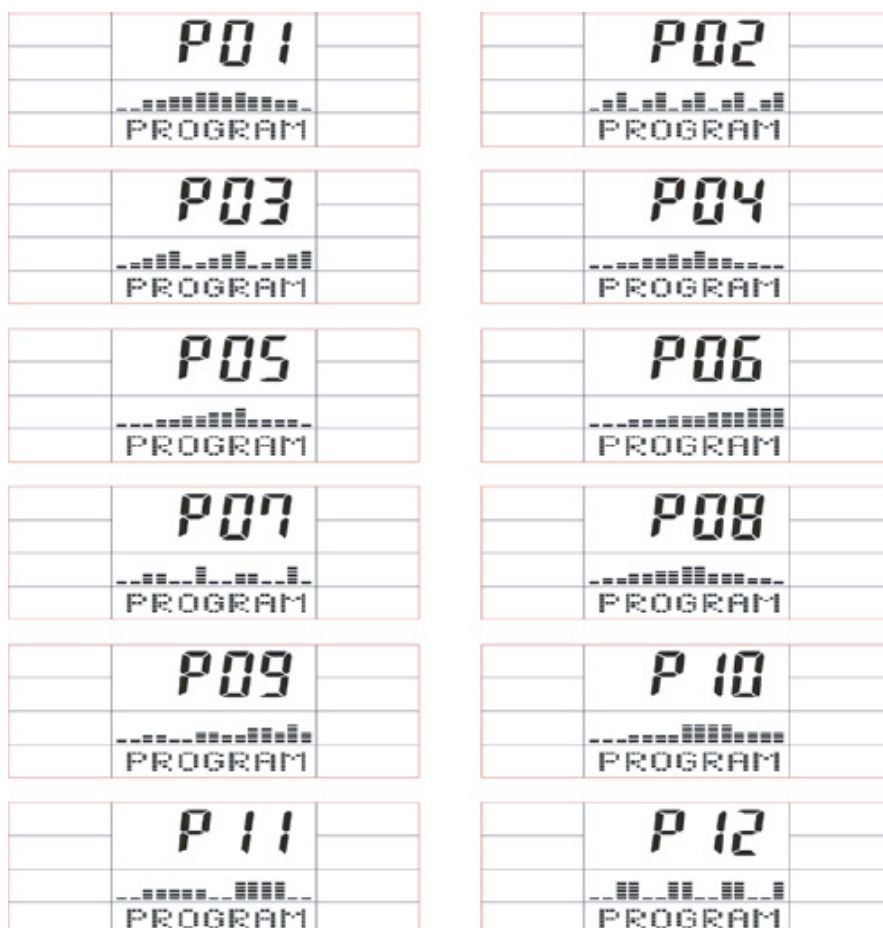 P01
PROGRAM
P02
PROGRAM
P03
PROGRAM
P04
PROGRAM
P05
PROGRAM
P06
PROGRAM
P07
PROGRAM
P08
PROGRAM
P09
PROGRAM
P10
PROGRAM
P11
PROGRAM
P12
PROGRAM